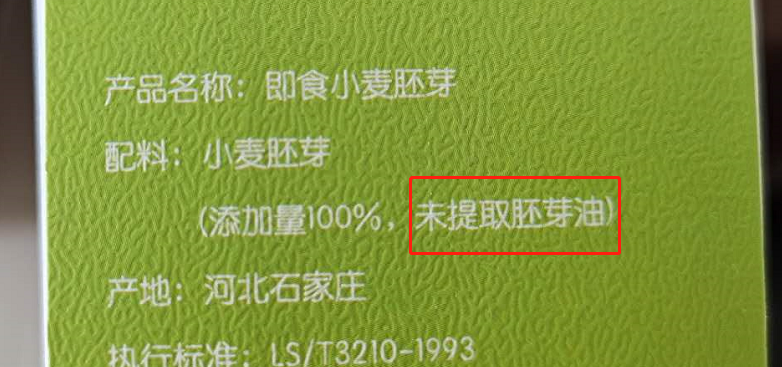 产品名称：即食小麦胚芽
配料：小麦胚芽
(添加量100%，未提取胚芽油)
产地：河北石家庄
执行标准：LS/T3210-1993